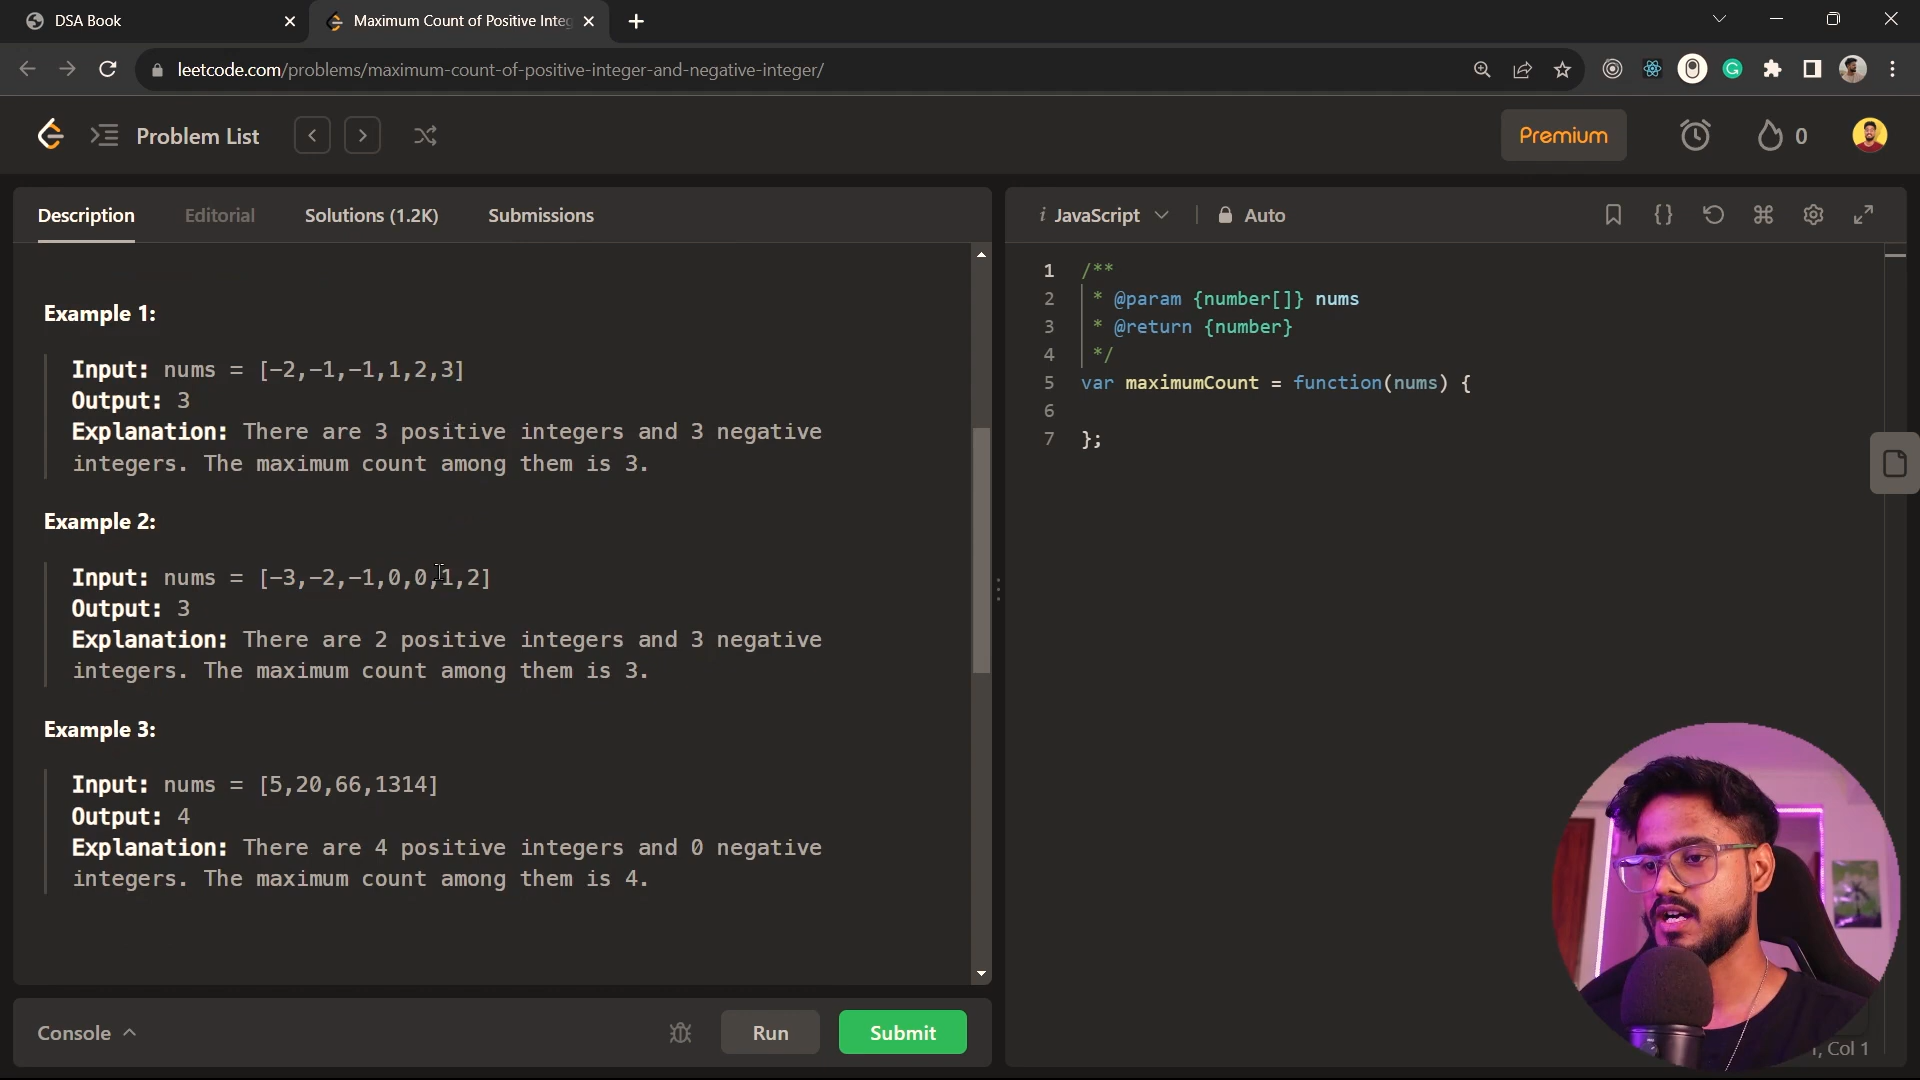 DSA Book
Maximum Count of Positive Integ
leetcode.com/problems/maximum-count-of-positive-integer-and-negative-integer/
Problem List
Premium
0
Description
Editorial
Solutions (1.2K)
Submissions
Example 1:
Input: nums = [-2,-1,-1,1,2,3]
Output: 3
Explanation: There are 3 positive integers and 3 negative
integers. The maximum count among them is 3.
Example 2:
Input: nums = [-3,-2,-1,0,0,1,2]
Output: 3
Explanation: There are 2 positive integers and 3 negative
integers. The maximum count among them is 3.
Example 3:
Input: nums = [5,20,66,1314]
Output: 4
Explanation: There are 4 positive integers and 0 negative
integers. The maximum count among them is 4.
Console
Run
Submit
i JavaScript
Auto
1 /**
2 * @param {number[]} nums
3 * @return {number}
4 */
5 var maximumCount = function(nums) {
6
7 };
, Col 1